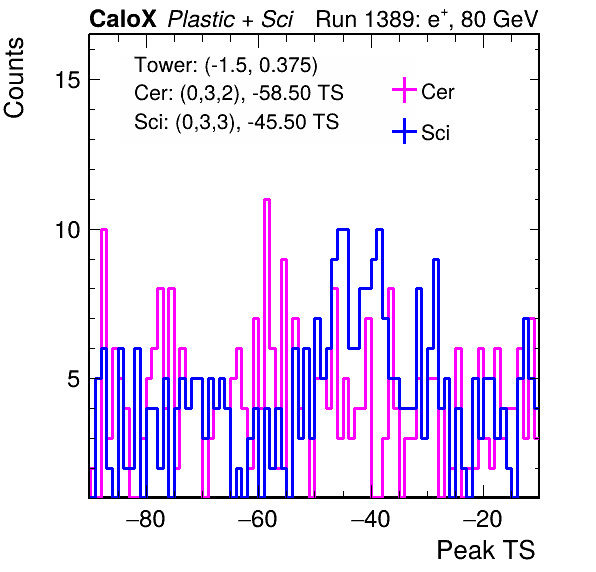 CaloX Plastic + Sci Run 1389: e⁺, 80 GeV
Tower: (-1.5, 0.375)
Cer: (0,3,2), -58.50 TS
Sci: (0,3,3), -45.50 TS
Cer
Sci
Counts
15
10
5
−80 −60 −40 −20
Peak TS